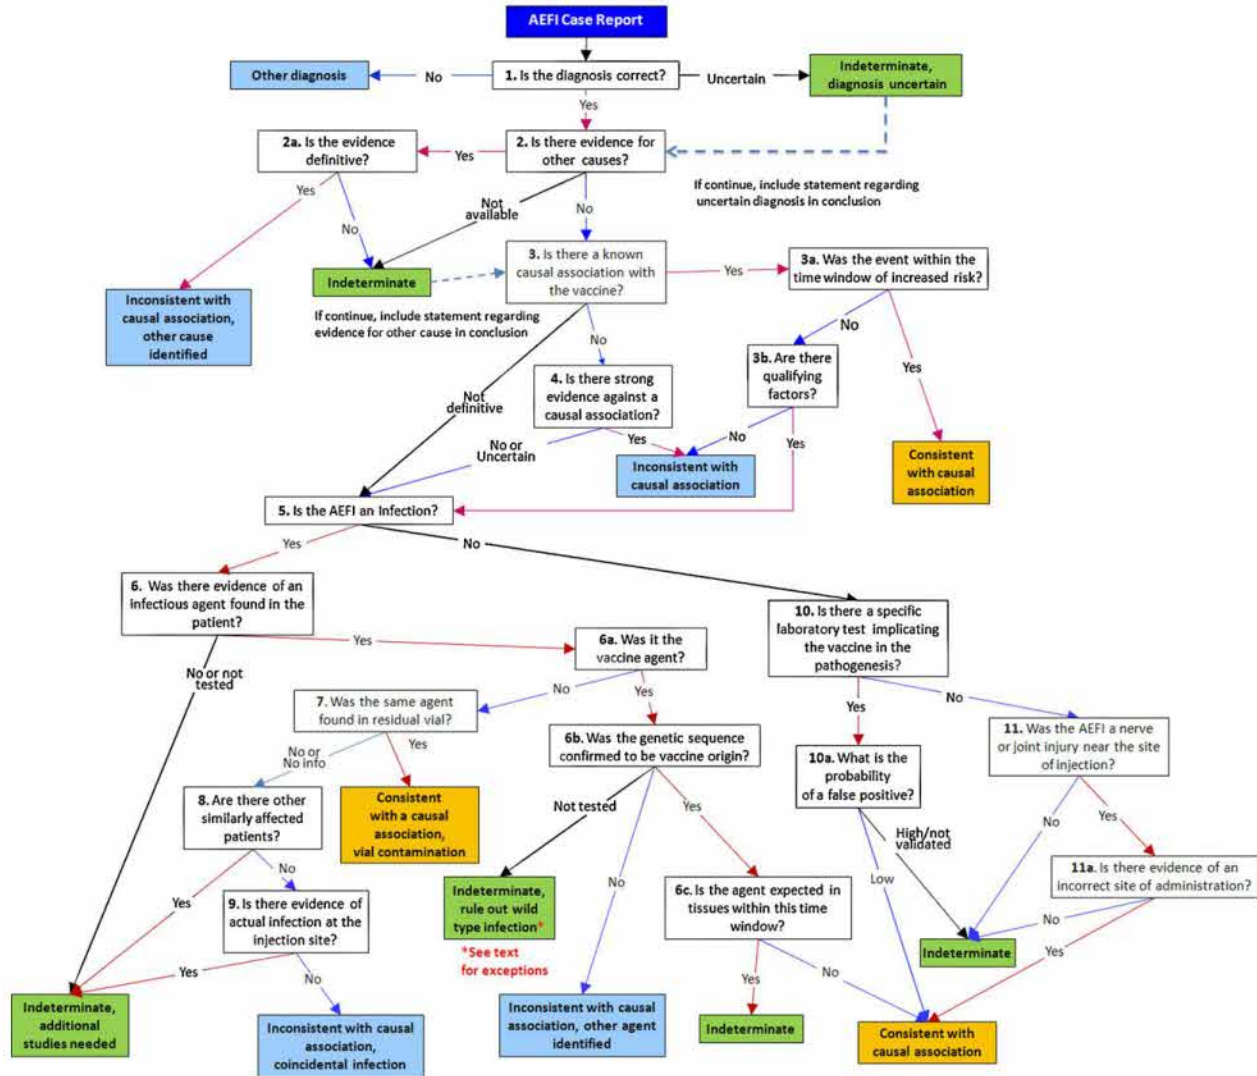 AEFI Case Report
Other diagnosis
No
1. Is the diagnosis correct?
Uncertain
Indeterminate,
diagnosis uncertain
Yes
2a. Is the evidence
definitive?
Yes
2. Is there evidence for
other causes?
If continue, include statement regarding
uncertain diagnosis in conclusion
Yes
No
Not
available
No
Indeterminate
3. Is there a known
causal association with
the vaccine?
Yes
3a. Was the event within the
time window of increased risk?
Inconsistent with
causal association,
other cause
identified
If continue, include statement regarding
evidence for other cause in conclusion
No
No
Yes
Not
definitive
4. Is there strong
evidence against a
causal association?
3b. Are there
qualifying
factors?
No or
Uncertain
Yes
No
Yes
Inconsistent with
causal association
Consistent
with causal
association
5. Is the AEFI an Infection?
Yes
No
6. Was there evidence of an
infectious agent found in the
patient?
Yes
6a. Was it the
vaccine agent?
10. Is there a specific
laboratory test implicating
the vaccine in the
pathogenesis?
No or not
tested
No
Yes
Yes
No
7. Was the same agent
found in residual vial?
6b. Was the genetic sequence
confirmed to be vaccine origin?
10a. What is the
probability
of a false positive?
11. Was the AEFI a nerve
or joint injury near the site
of injection?
No or
No info
Yes
8. Are there other
similarly affected
patients?
Consistent
with a causal
association,
vial contamination
Not tested
No
Yes
High/not
validated
Low
No
Yes
Yes
No
9. Is there evidence of
actual infection at the
injection site?
Indeterminate,
rule out wild
type infection*
*See text
for exceptions
6c. Is the agent expected in
tissues within this time
window?
11a. Is there evidence of an
incorrect site of administration?
No
Yes
Indeterminate
Yes
No
Yes
No
Indeterminate,
additional
studies needed
Inconsistent with causal
association,
coincidental infection
Inconsistent with causal
association, other agent
identified
Indeterminate
Consistent with
causal association